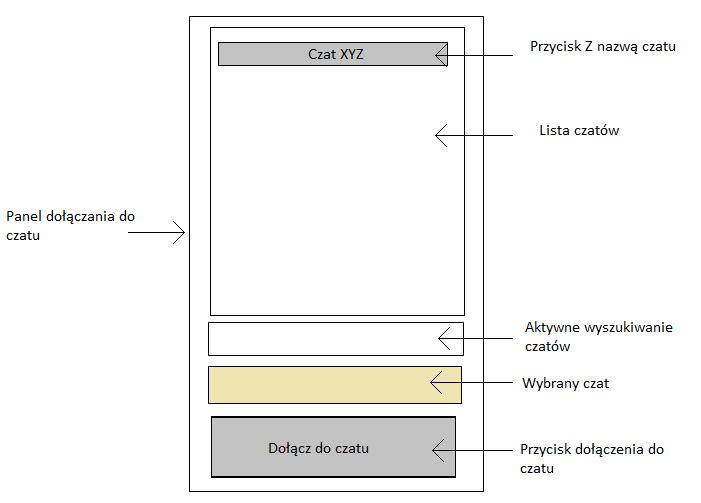 Czat XYZ
Przycisk Z nazwą czatu
Lista czatów
Panel dołączania do
czatu
Aktywne wyszukiwanie
czatów
Wybrany czat
Dołącz do czatu
Przycisk dołączenia do
czatu